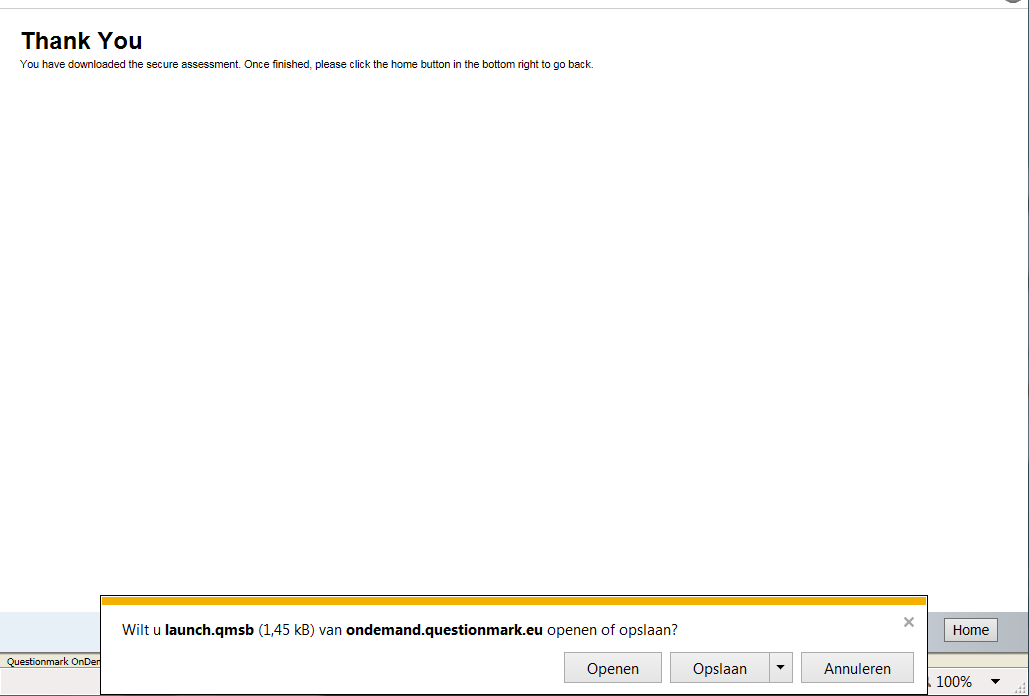 Thank You
You have downloaded the secure assessment. Once finished, please click the home button in the bottom right to go back.
Wilt u launch.qmsb (1,45 kB) van ondemand.questionmark.eu openen of opslaan?
Home
Questionmark OnDe
Openen Opslaan Annuleren
100%